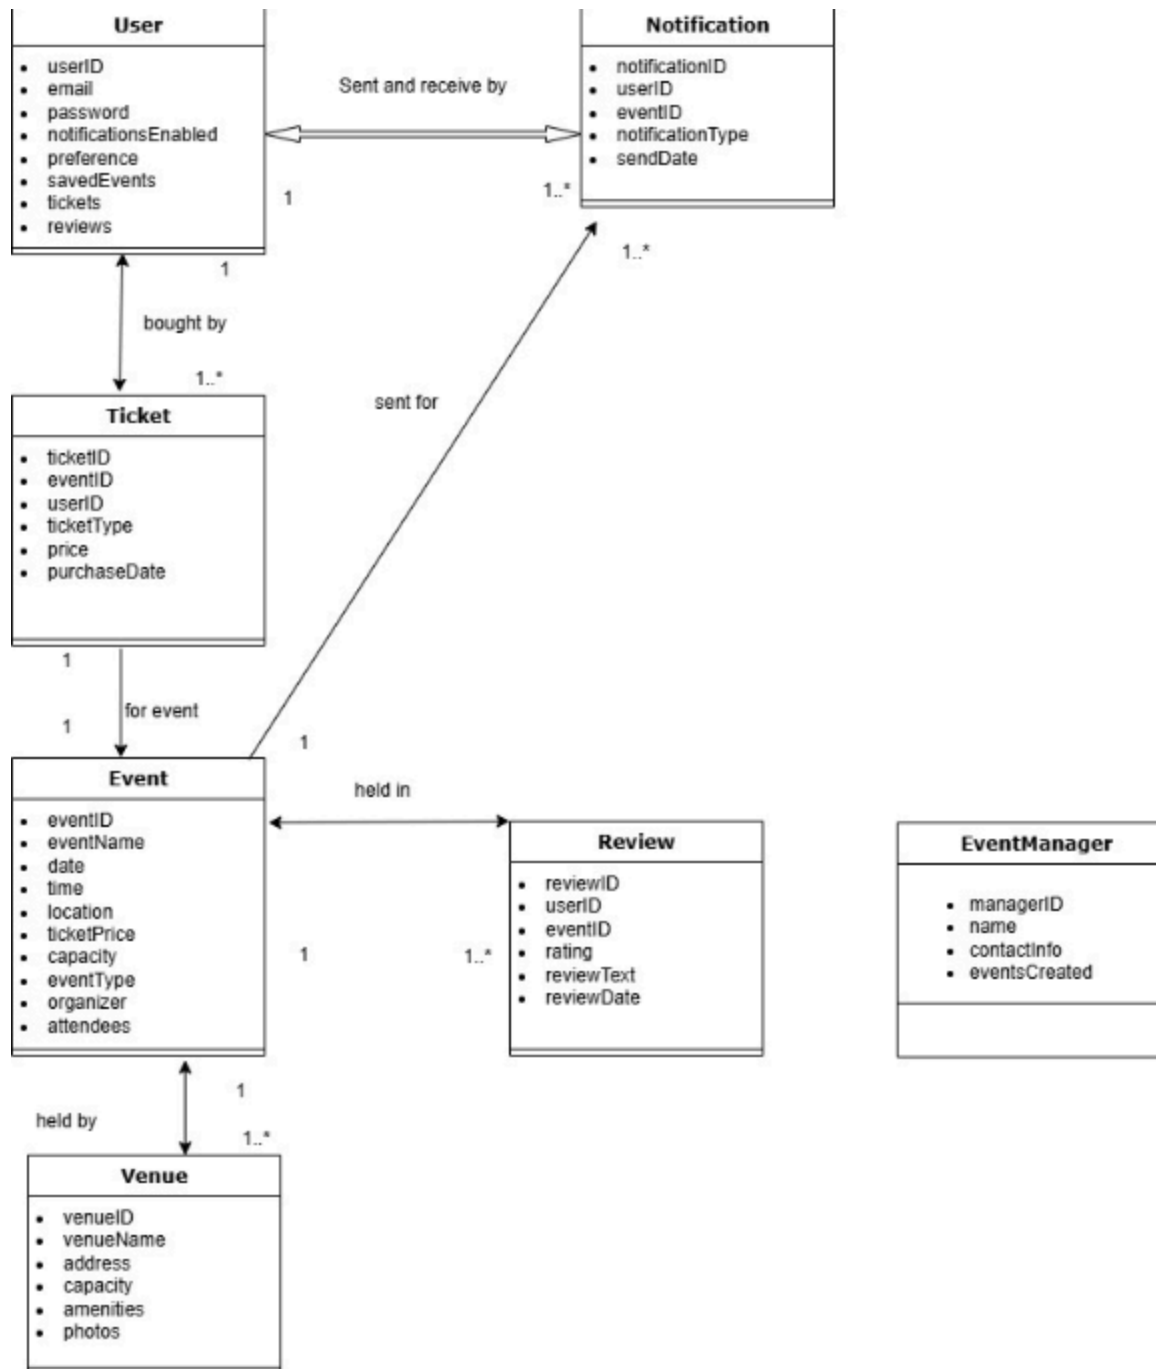 User
userID
email
password
notificationsEnabled
preference
savedEvents
tickets
reviews
Sent and receive by
1
1..*
Notification
notificationID
userID
eventID
notificationType
sendDate
1..*
1
bought by
1..*
sent for
Ticket
ticketID
eventID
userID
ticketType
price
purchaseDate
1
for event
1
1
Event
eventID
eventName
date
time
location
ticketPrice
capacity
eventType
organizer
attendees
held in
1
1..*
Review
reviewID
userID
eventID
rating
reviewText
reviewDate
EventManager
managerID
name
contactInfo
eventsCreated
1
held by
1..*
Venue
venueID
venueName
address
capacity
amenities
photos